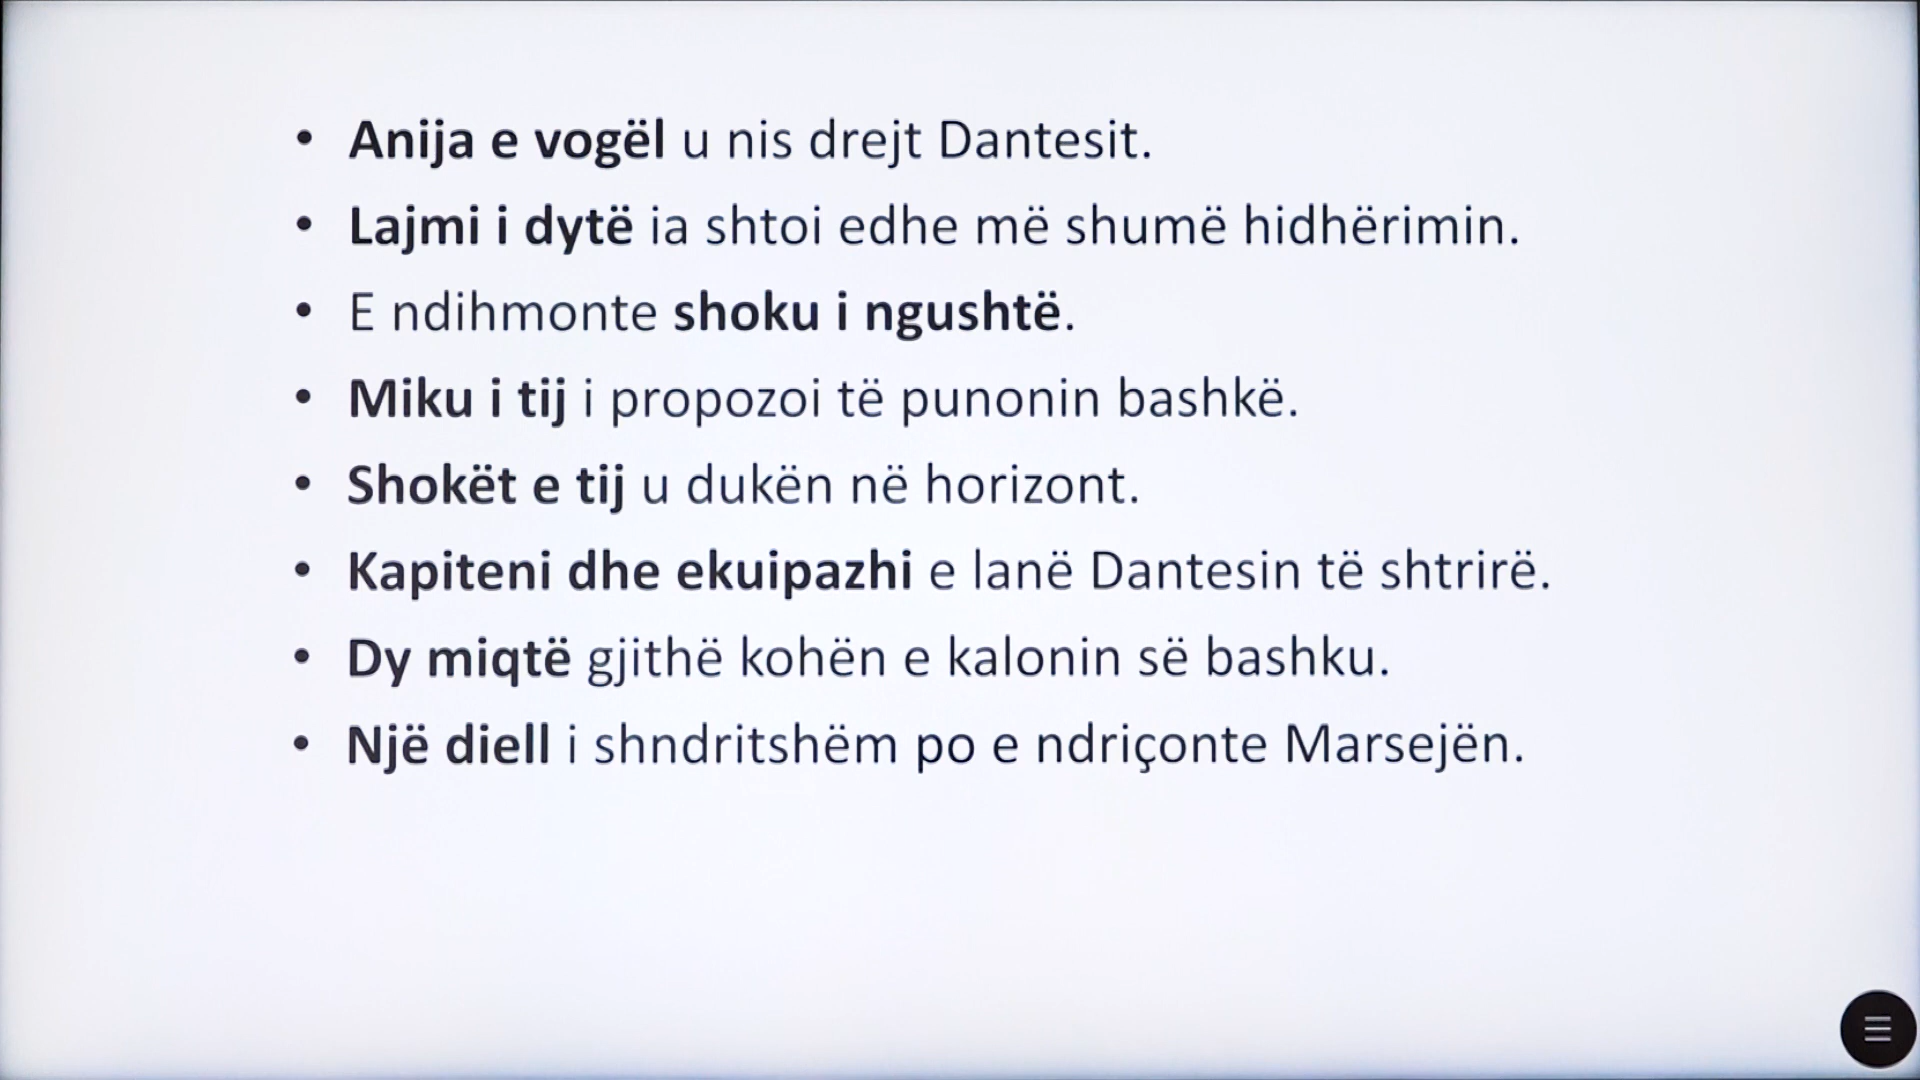 • Anija e vogël u nis drejt Dantesit.
• Lajmi i dytë ia shtoi edhe më shumë hidhërimin.
• E ndihmonte shoku i ngushtë.
• Miku i tij i propozoi të punonin bashkë.
• Shokët e tij u dukën në horizont.
• Kapiteni dhe ekuipazhi e lanë Dantesin të shtrirë.
• Dy miqtë gjithë kohën e kalonin së bashku.
• Një diell i shndritshëm po e ndriçonte Marsejën.